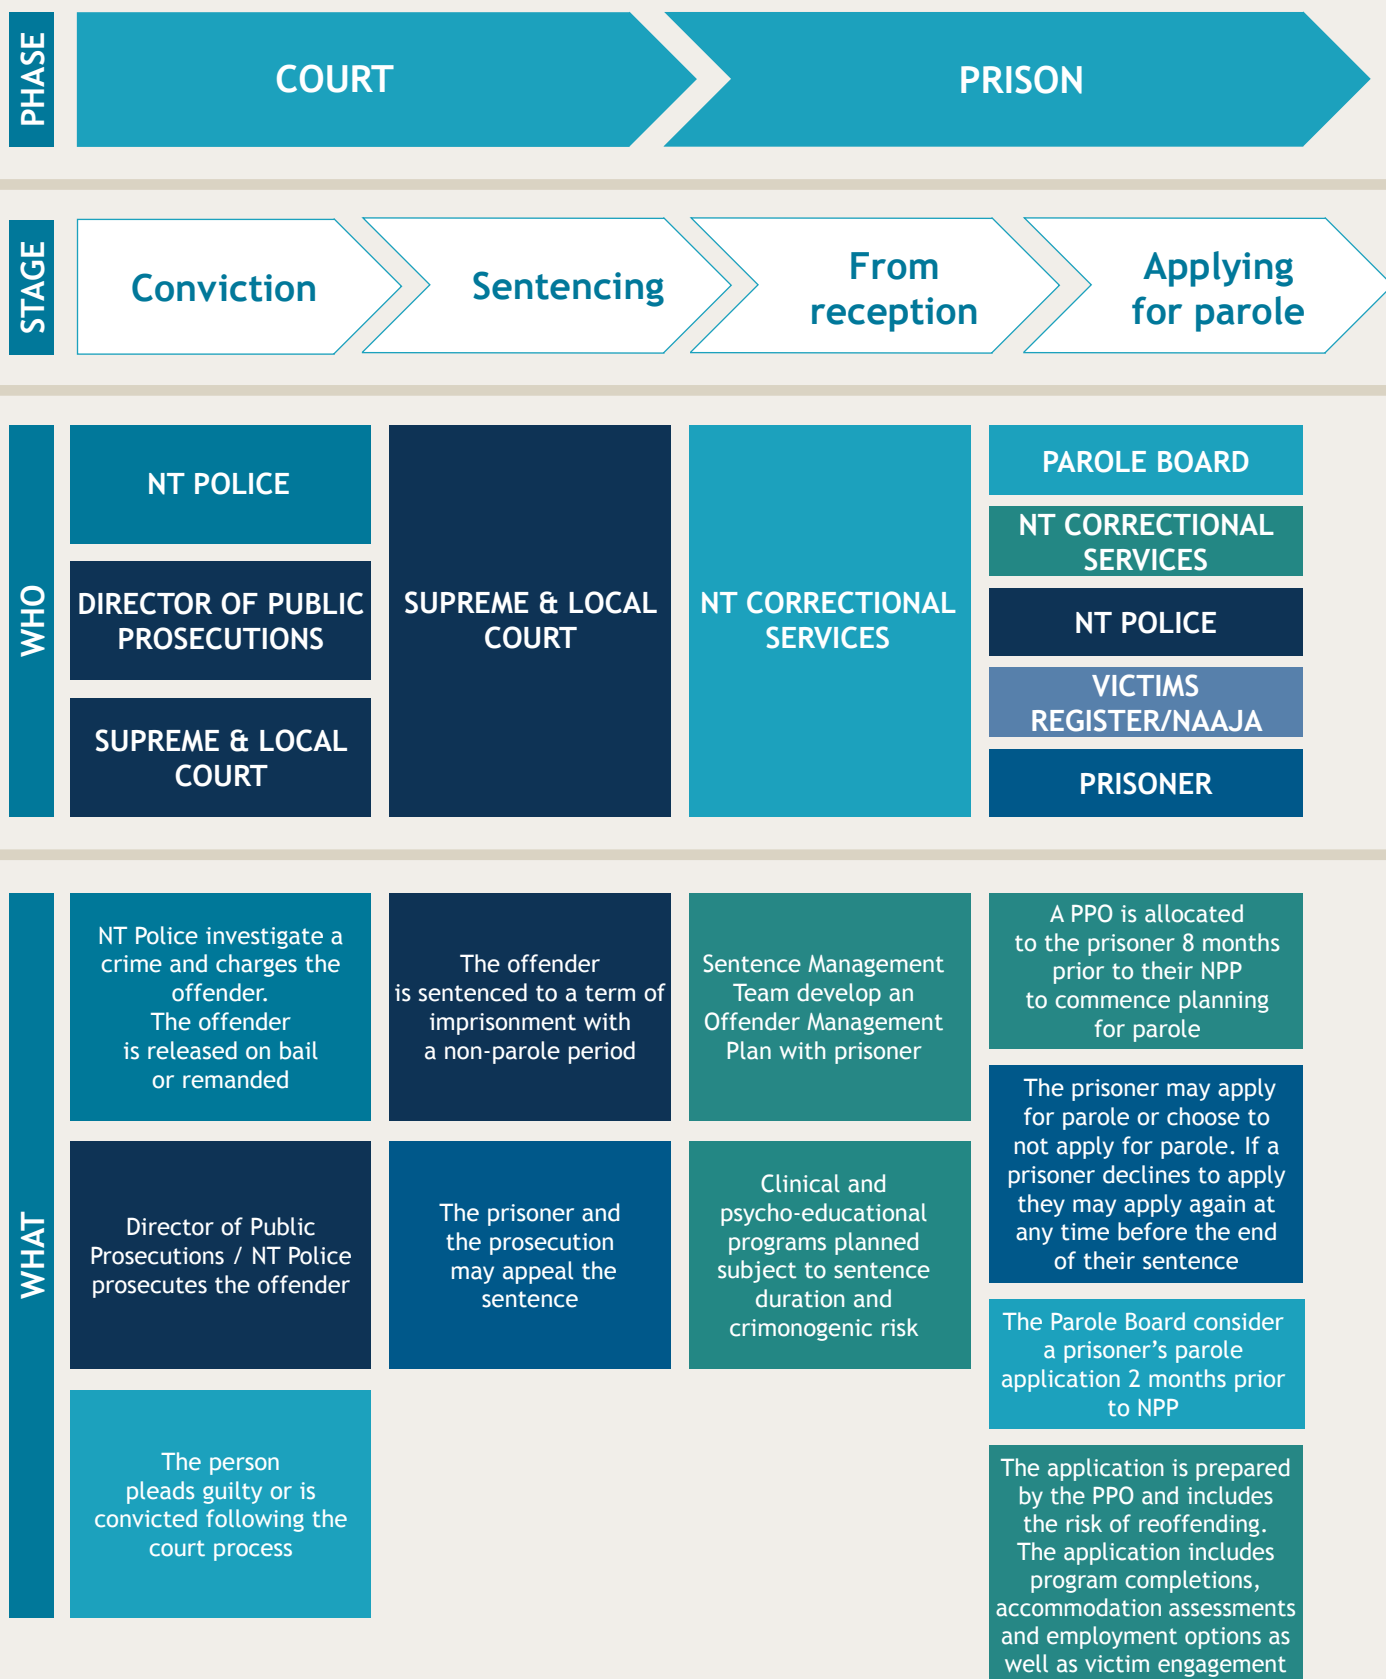 PHASE
COURT
PRISON
STAGE
Conviction
Sentencing
From
reception
Applying
for parole
WHO
NT POLICE
DIRECTOR OF PUBLIC
PROSECUTIONS
SUPREME & LOCAL
COURT
SUPREME & LOCAL
COURT
NT CORRECTIONAL
SERVICES
PAROLE BOARD
NT CORRECTIONAL
SERVICES
NT POLICE
VICTIMS
REGISTER/NAAJA
PRISONER
WHAT
NT Police investigate a
crime and charges the
offender.
The offender
is released on bail
or remanded
Director of Public
Prosecutions / NT Police
prosecutes the offender
The person
pleads guilty or is
convicted following the
court process
The offender
is sentenced to a term of
imprisonment with
a non-parole period
The prisoner and
the prosecution
may appeal the
sentence
Sentence Management
Team develop an
Offender Management
Plan with prisoner
Clinical and
psycho-educational
programs planned
subject to sentence
duration and
crimonogenic risk
A PPO is allocated
to the prisoner 8 months
prior to their NPP
to commence planning
for parole
The prisoner may apply
for parole or choose to
not apply for parole. If a
prisoner declines to apply
they may apply again at
any time before the end
of their sentence
The Parole Board consider
a prisoner’s parole
application 2 months prior
to NPP
The application is prepared
by the PPO and includes
the risk of reoffending.
The application includes
program completions,
accommodation assessments
and employment options as
well as victim engagement